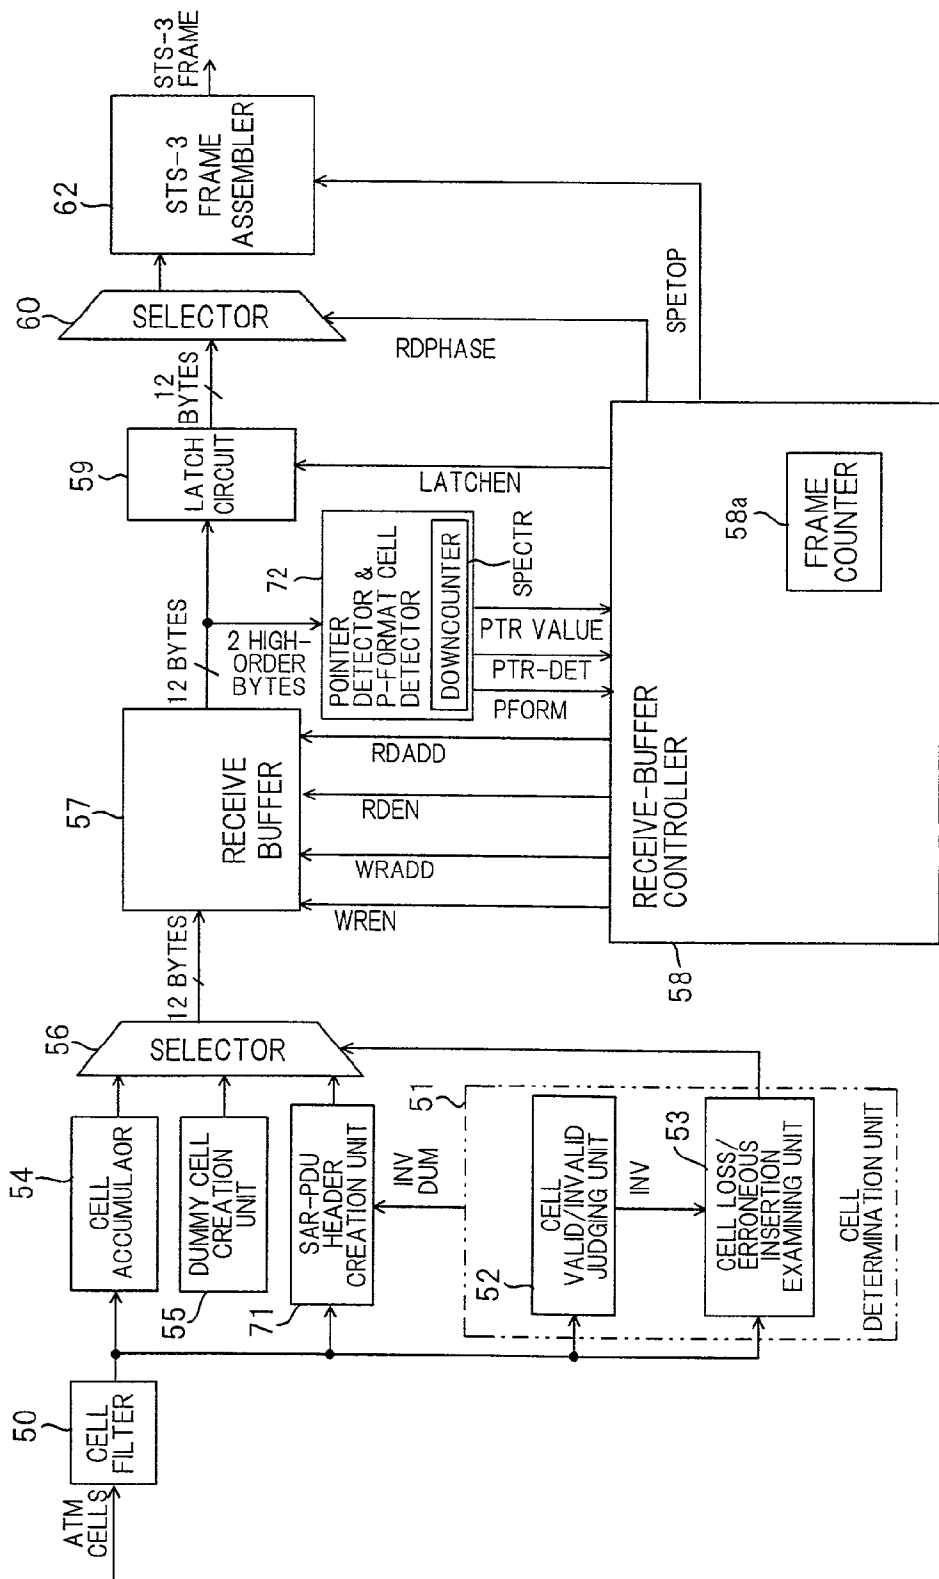 ATM
CELLS
50
CELL
FILTER
54
CELL
ACCUMULAOR
55
DUMMY CELL
CREATION
UNIT
71
SAR-PDU
HEADER
CREATION UNIT
INV
DUM
51
52
CELL
VALID/INVALID
JUDGING UNIT
INV
53
CELL LOSS/
ERRONEOUS
INSERTION
EXAMINING UNIT
CELL
DETERMINATION UNIT
56
SELECTOR
12 BYTES
57
RECEIVE
BUFFER
WREN
WRADD
RDEN
RDADD
12 BYTES
2 HIGH-
ORDER
BYTES
72
POINTER
DETECTOR &
P-FORMAT CELL
DETECTOR
DOWNCOUNTER
SPECTR
PFORM
PTR-DET
PTR VALUE
59
LATCH
CIRCUIT
LATCHEN
12
BYTES
60
SELECTOR
RDPHASE
62
STS-3
FRAME
ASSEMBLER
STS-3
FRAME
SPETOP
58
RECEIVE-BUFFER
CONTROLLER
58a
FRAME
COUNTER